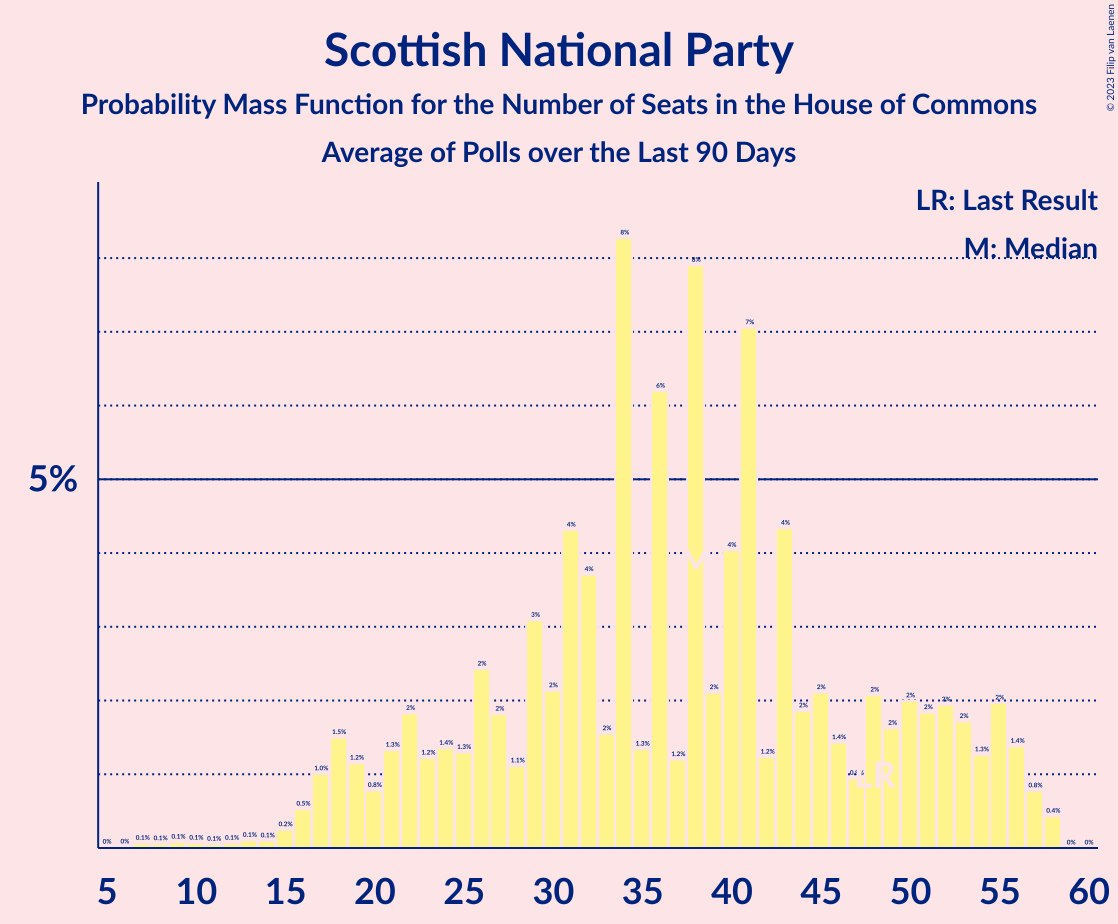 Scottish National Party
Probability Mass Function for the Number of Seats in the House of Commons
Average of Polls over the Last 90 Days
© 2023 Filip van Laenen
LR: Last Result
M: Median
5%
0% 0% 0.1% 0.1% 0.1% 0.1% 0.1% 0.1% 0.1% 0.1% 0.2% 0.5% 1.0% 1.5% 1.2% 0.8% 1.3% 2% 1.2% 1.4% 1.3% 2% 2% 1.1% 3% 2% 4% 4% 2% 8% 1.3% 6% 1.2% 8% 2% 4% 7% 1.2% 4% 2% 2% 1.4% 2% 2% 2% 2% 2% 2% 1.3% 2% 1.4% 0.8% 0.4% 0% 0%
M
LR
5 10 15 20 25 30 35 40 45 50 55 60